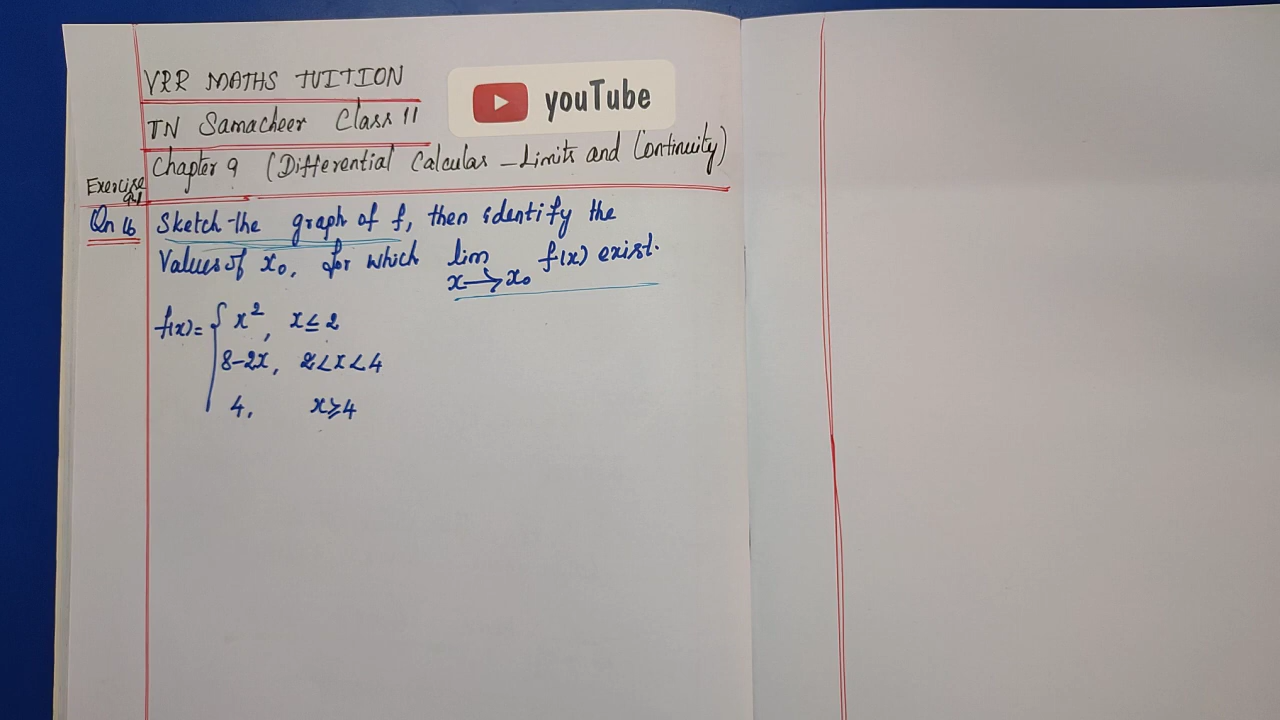 VRR MATHS TUITION
youTube
TN Samacheer Class 11
Chapter 9 (Differential Calculas - Limits and Continuity)
Exercise
9.1
Qn 16 Sketch the graph of f, then identify the
Values of x₀, for which lim f(x) exist.
x→x₀
f(x)= { x², x≤2
8-2x, 2<x<4
4, x≥4